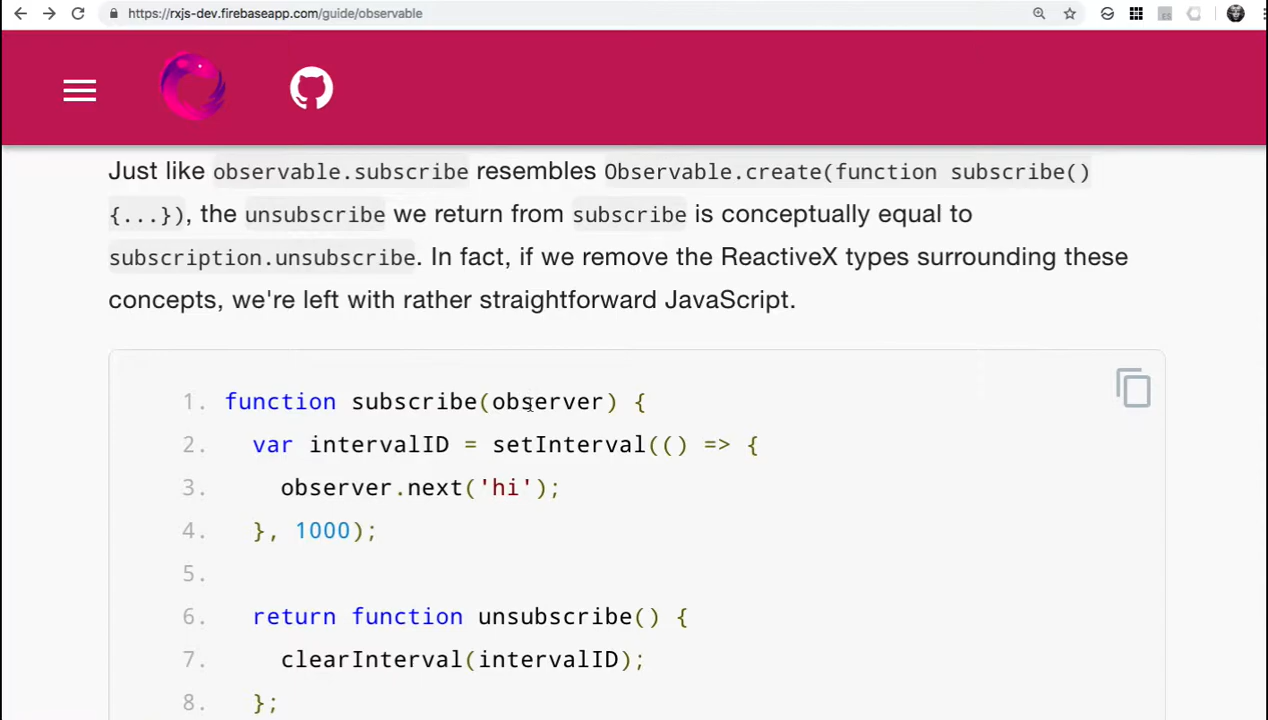 https://rxjs-dev.firebaseapp.com/guide/observable
Just like observable.subscribe resembles Observable.create(function subscribe()
{...}), the unsubscribe we return from subscribe is conceptually equal to
subscription.unsubscribe. In fact, if we remove the ReactiveX types surrounding these
concepts, we're left with rather straightforward JavaScript.
1. function subscribe(observer) {
2. var intervalID = setInterval(() => {
3. observer.next('hi');
4. }, 1000);
5.
6. return function unsubscribe() {
7. clearInterval(intervalID);
8. };